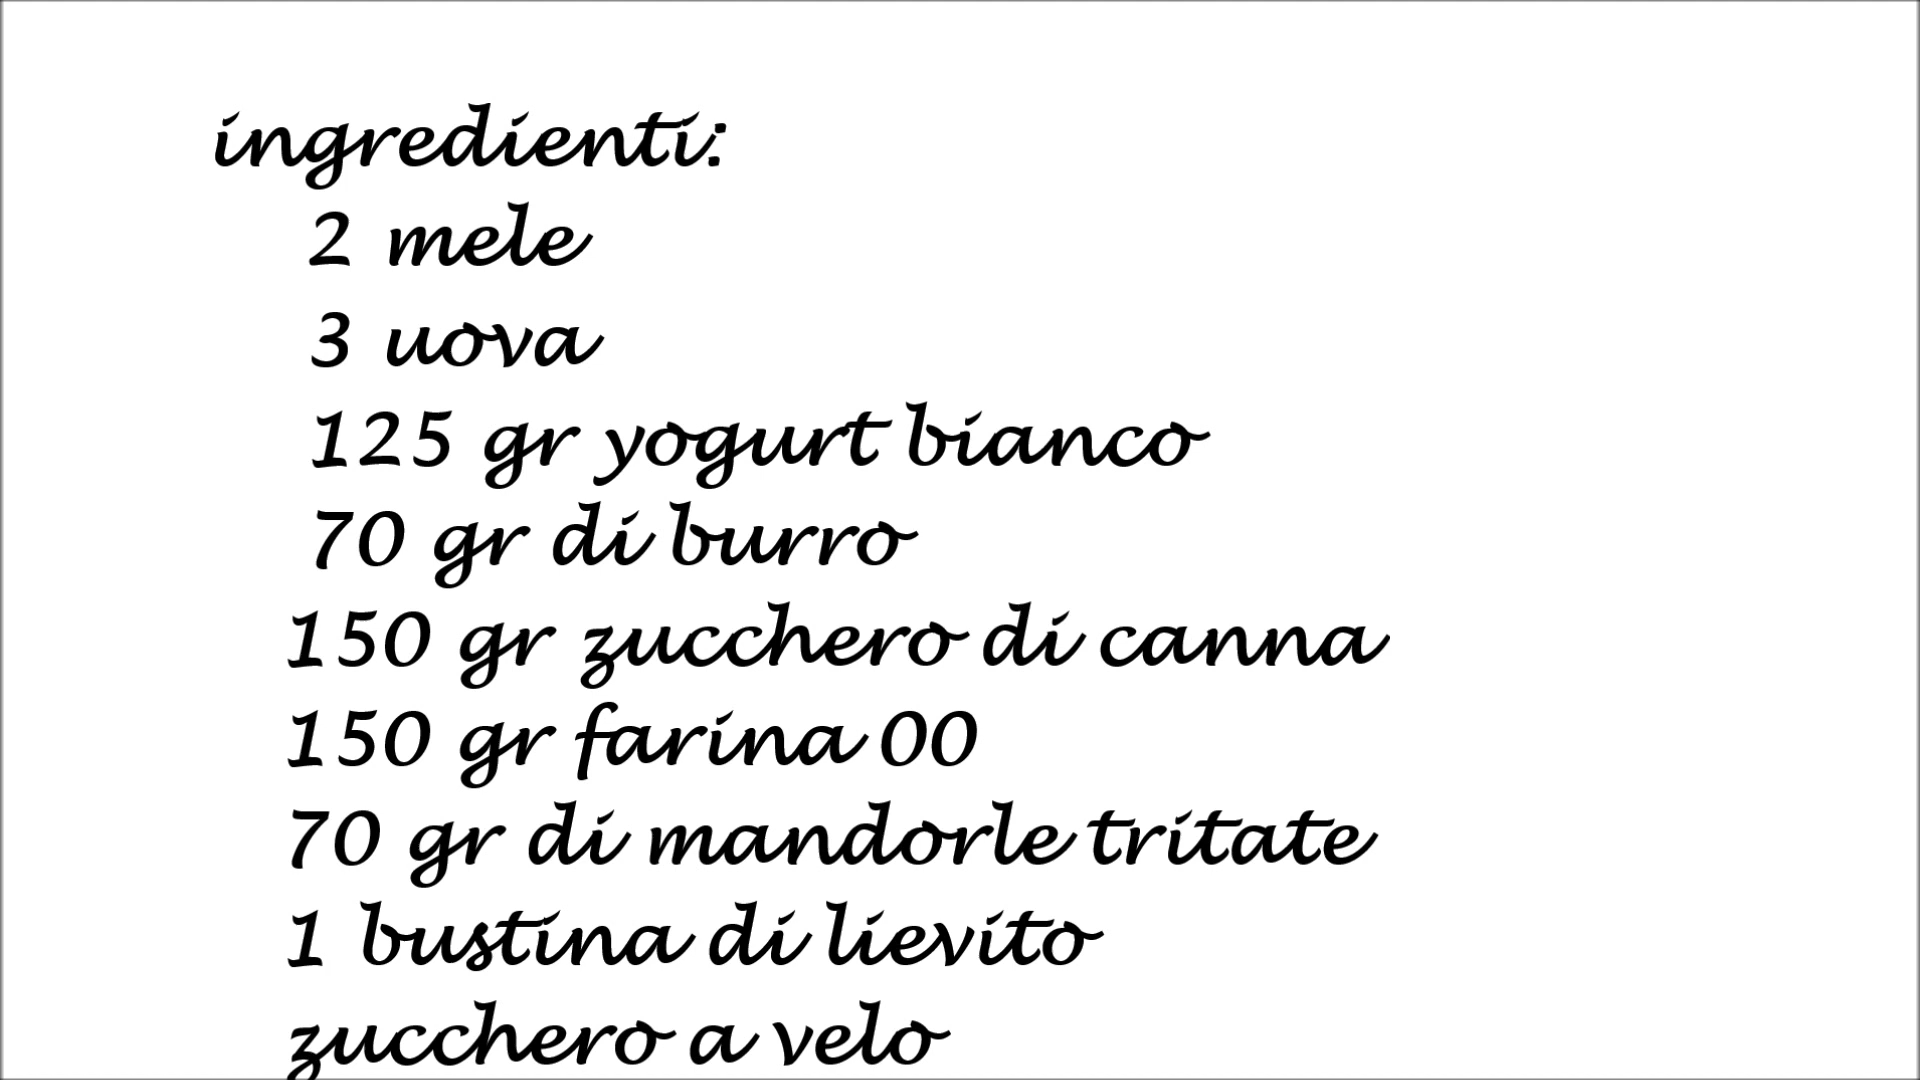 ingredienti:
2 mele
3 uova
125 gr yogurt bianco
70 gr di burro
150 gr zucchero di canna
150 gr farina 00
70 gr di mandorle tritate
1 bustina di lievito
zucchero a velo